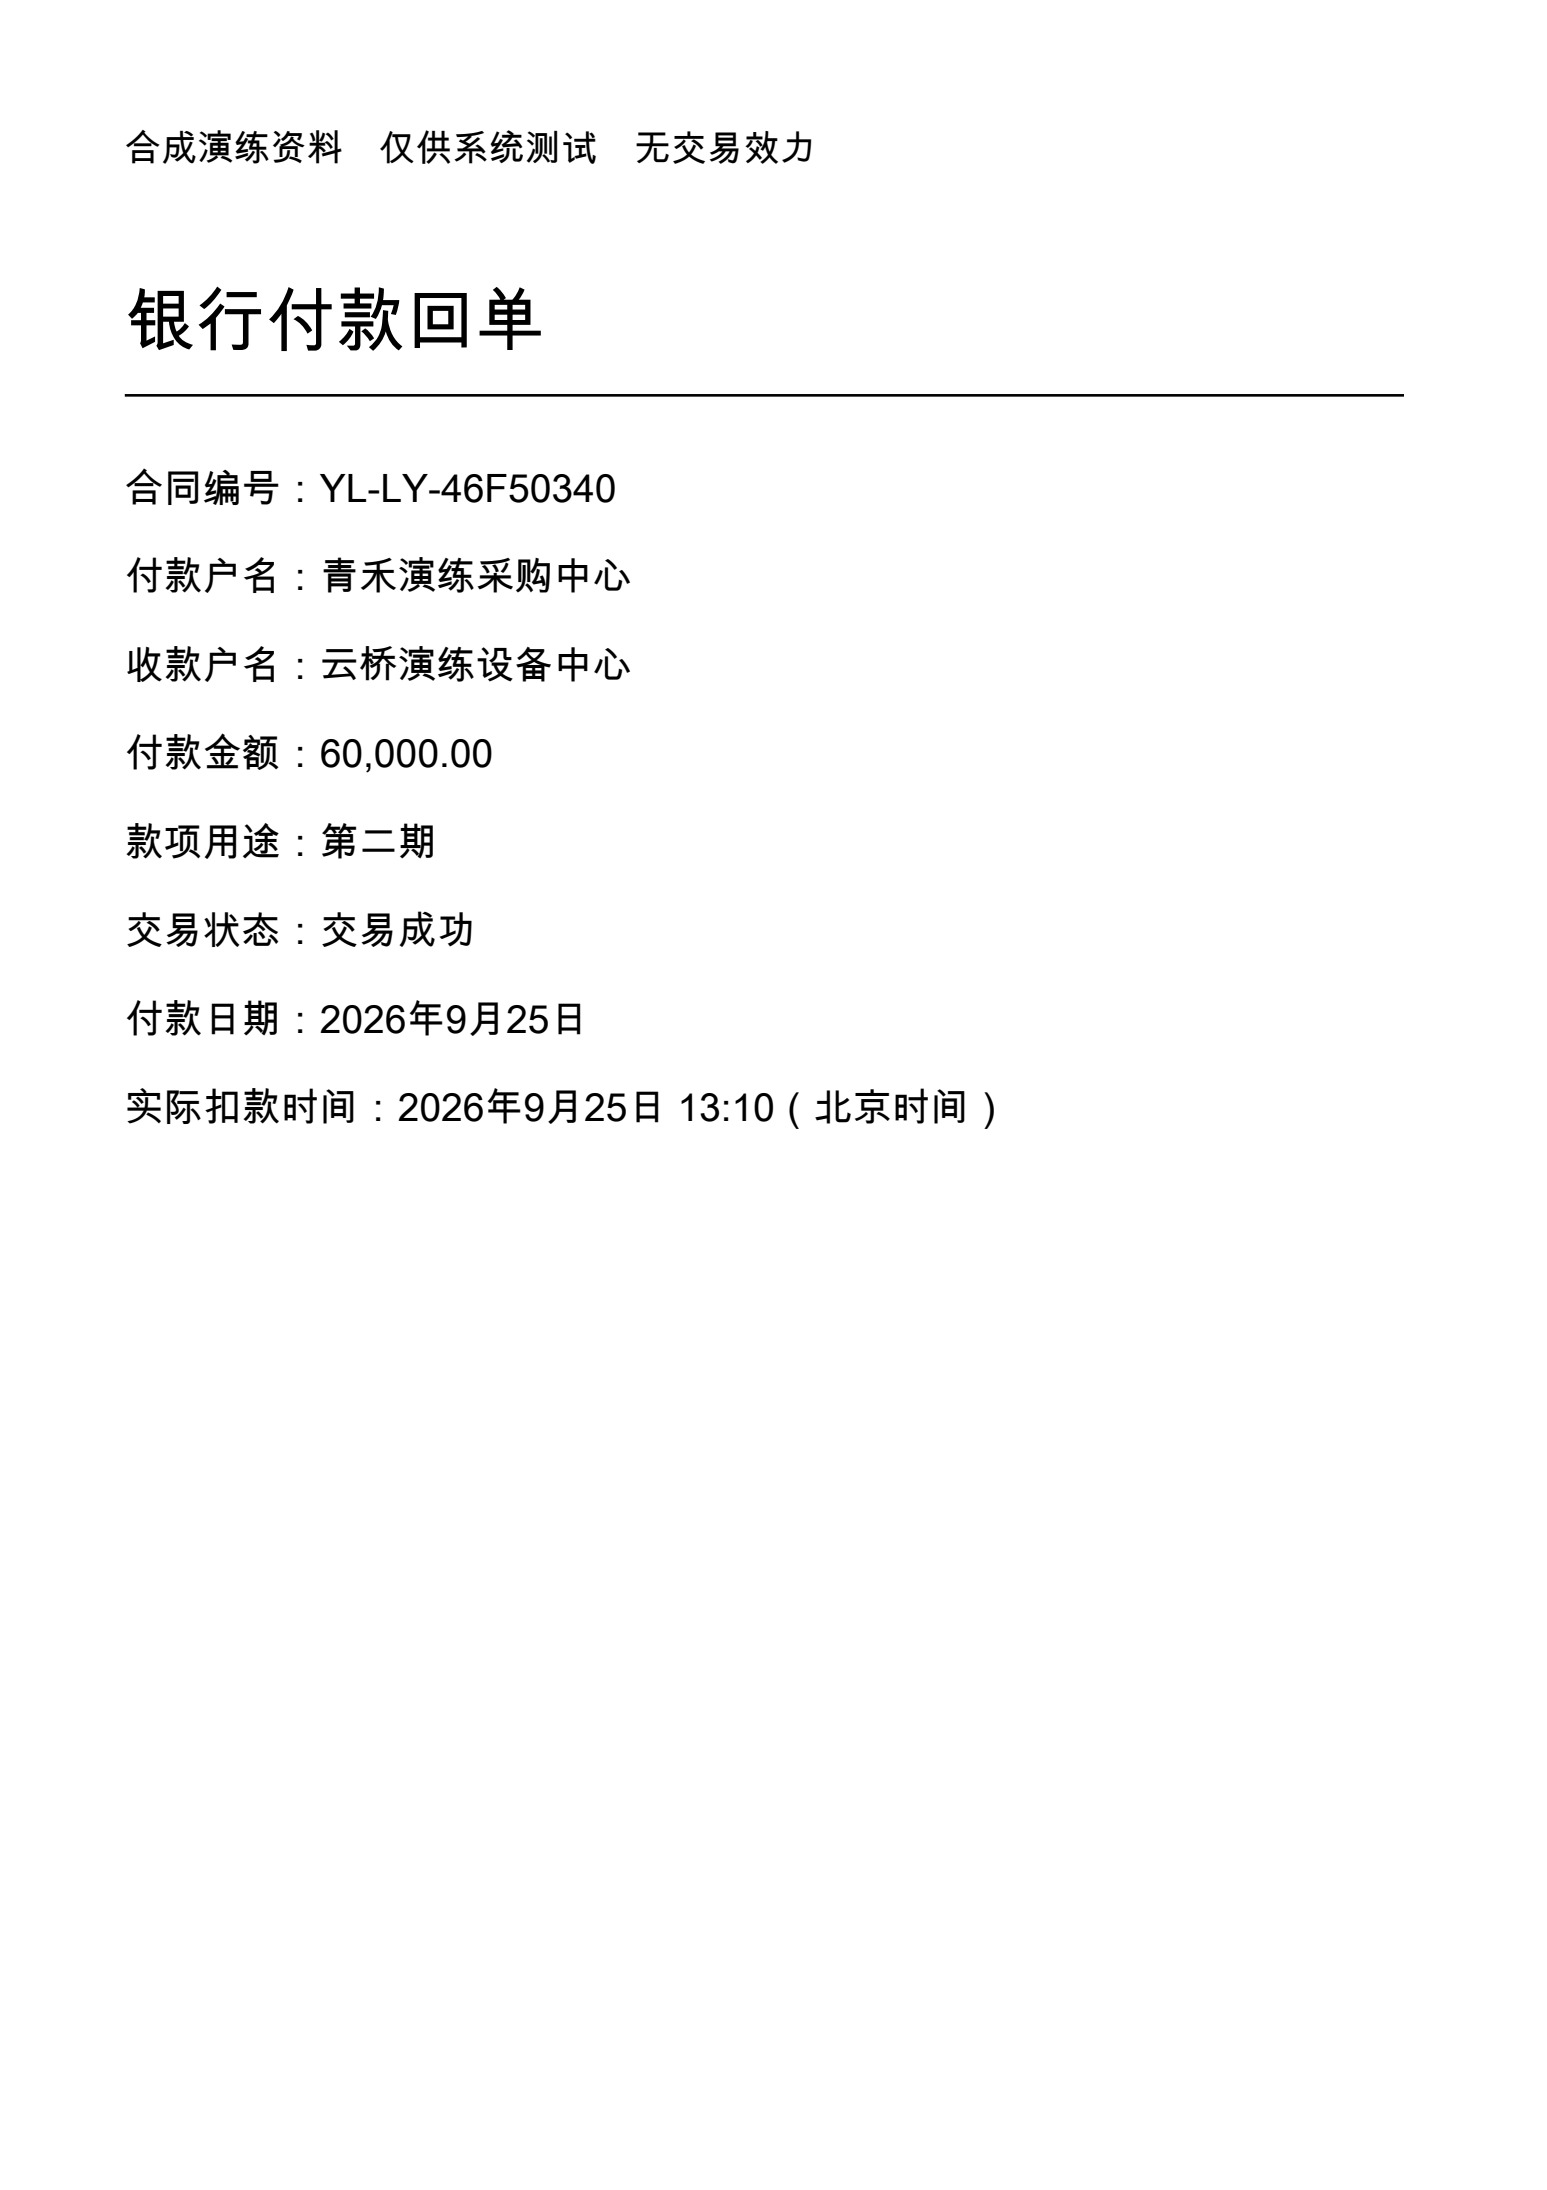 合成演练资料　仅供系统测试　无交易效力
银行付款回单
合同编号：YL-LY-46F50340
付款户名：青禾演练采购中心
收款户名：云桥演练设备中心
付款金额：60,000.00
款项用途：第二期
交易状态：交易成功
付款日期：2026年9月25日
实际扣款时间：2026年9月25日 13:10（北京时间）